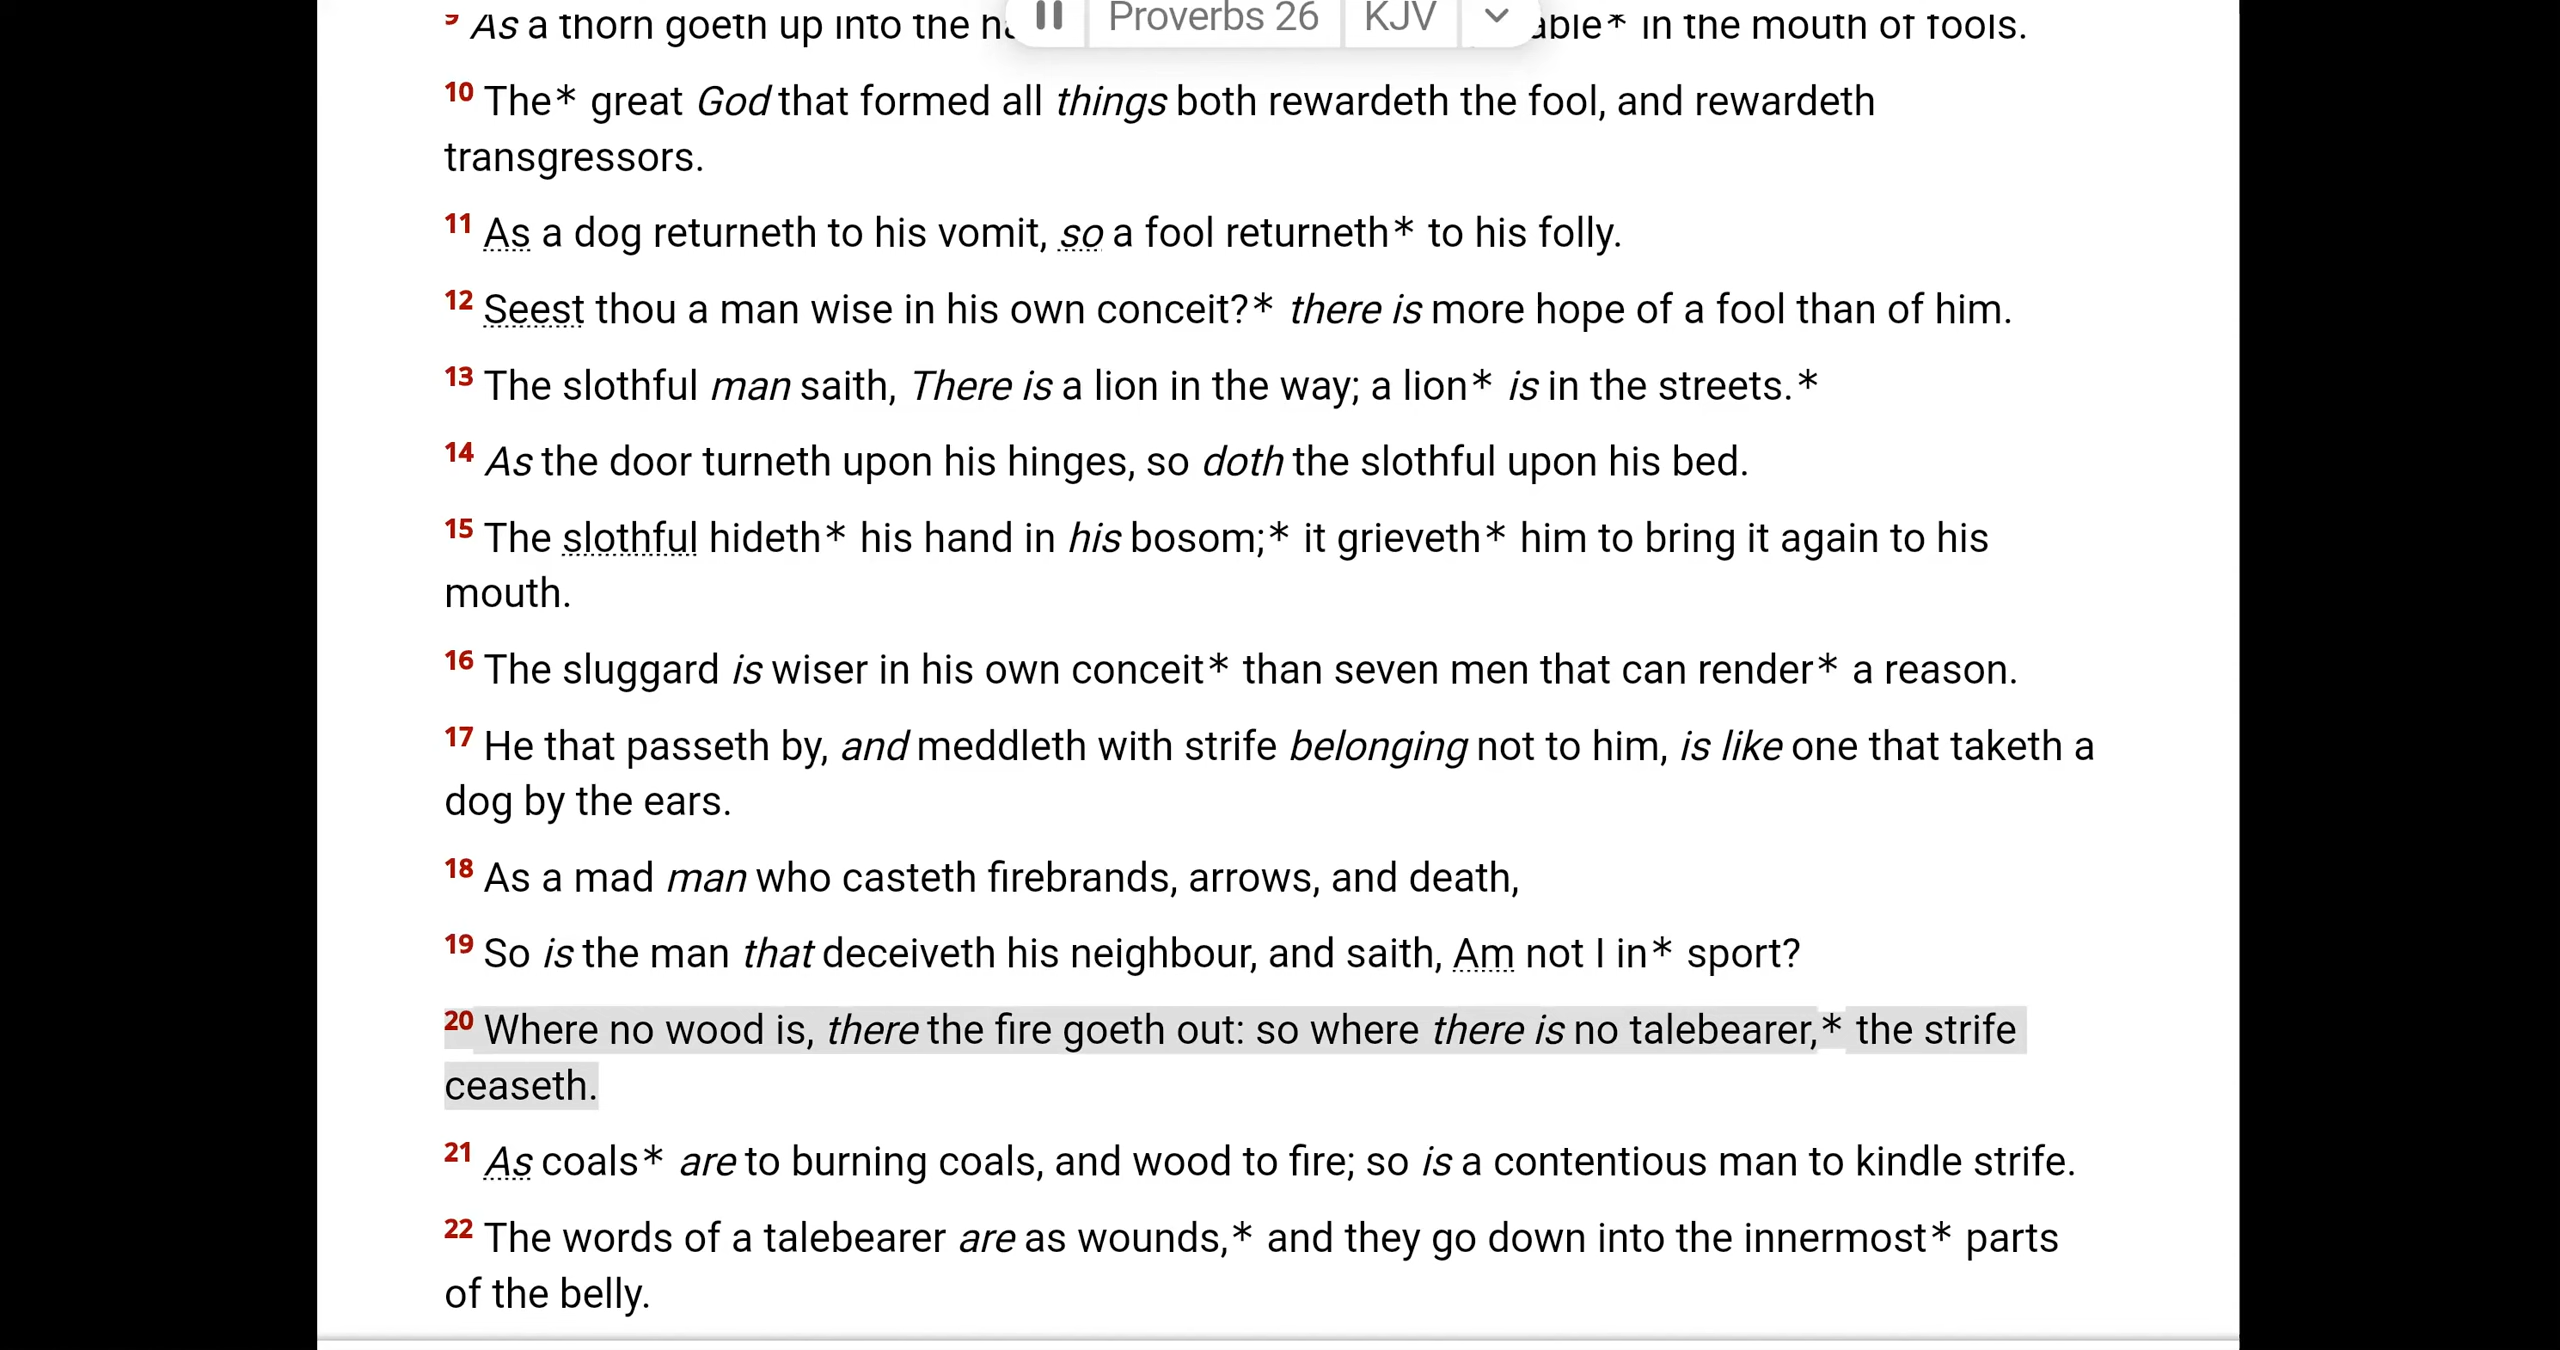 9 As a thorn goeth up into the in the mouth of fools.
Proverbs 26 KJV
10 The* great God that formed all things both rewardeth the fool, and rewardeth
transgressors.
11 As a dog returneth to his vomit, so a fool returneth* to his folly.
12 Seest thou a man wise in his own conceit?* there is more hope of a fool than of him.
13 The slothful man saith, There is a lion in the way; a lion* is in the streets.*
14 As the door turneth upon his hinges, so doth the slothful upon his bed.
15 The slothful hideth* his hand in his bosom;* it grieveth* him to bring it again to his
mouth.
16 The sluggard is wiser in his own conceit* than seven men that can render* a reason.
17 He that passeth by, and meddleth with strife belonging not to him, is like one that taketh a
dog by the ears.
18 As a mad man who casteth firebrands, arrows, and death,
19 So is the man that deceiveth his neighbour, and saith, Am not I in* sport?
20 Where no wood is, there the fire goeth out: so where there is no talebearer,* the strife
ceaseth.
21 As coals* are to burning coals, and wood to fire; so is a contentious man to kindle strife.
22 The words of a talebearer are as wounds,* and they go down into the innermost* parts
of the belly.